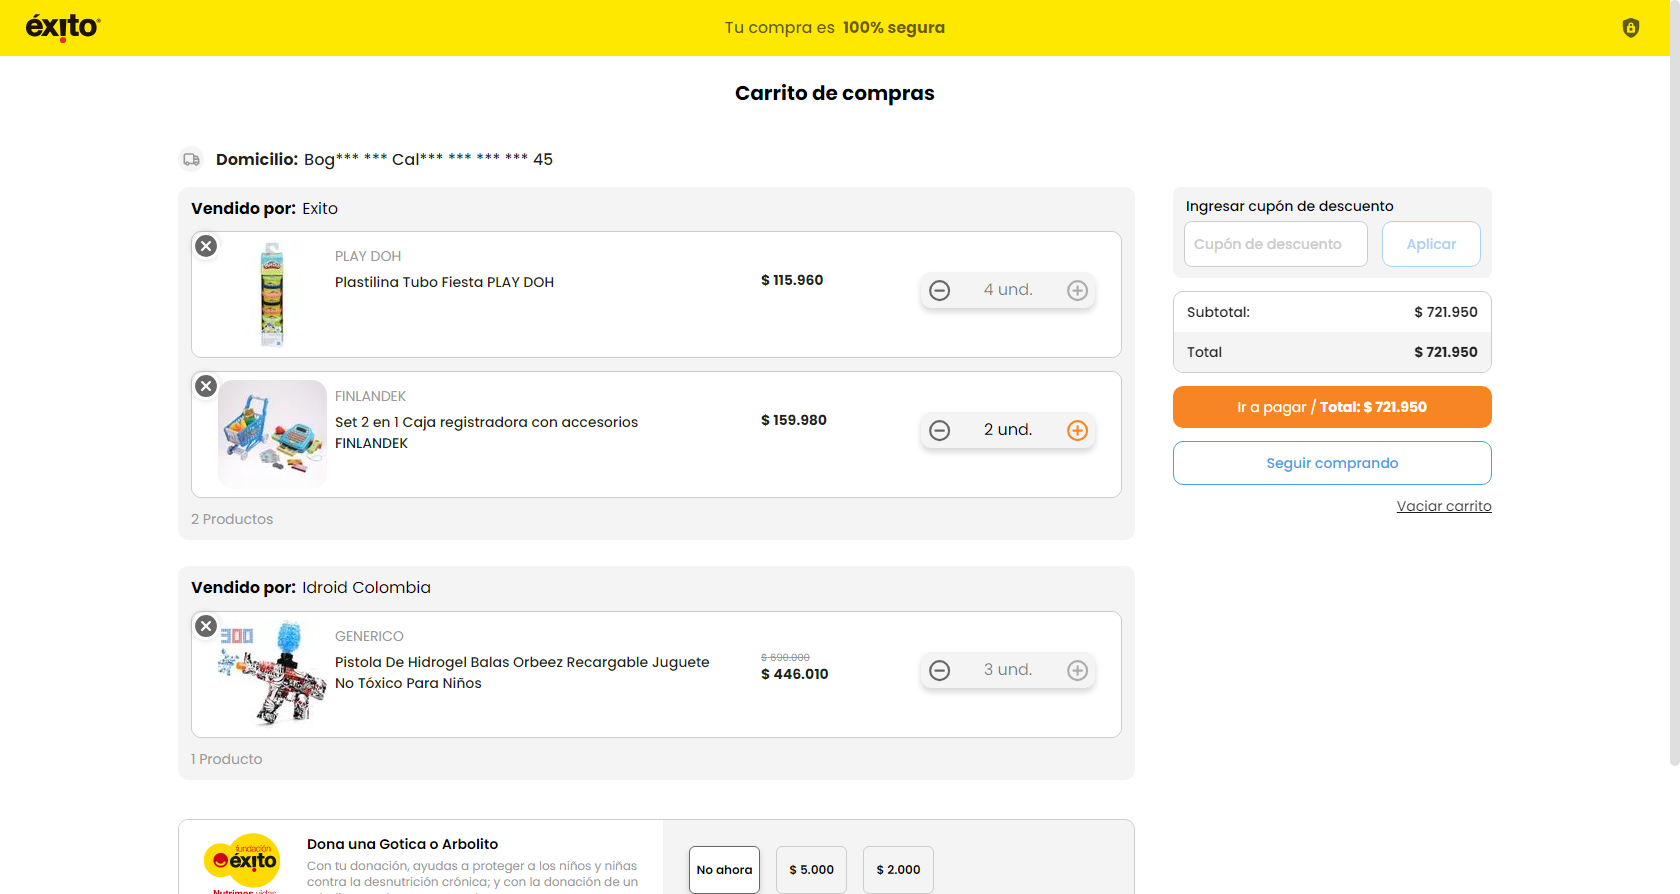 éxito
Tu compra es 100% segura
Carrito de compras
Domicilio: Bog*** *** Cal*** *** *** *** 45
Vendido por: Exito
PLAY DOH
Plastilina Tubo Fiesta PLAY DOH
$ 115.960
4 und.
FINLANDEK
Set 2 en 1 Caja registradora con accesorios
FINLANDEK
$ 159.980
2 und.
2 Productos
Vendido por: Idroid Colombia
300
GENERICO
Pistola De Hidrogel Balas Orbeez Recargable Juguete
No Tóxico Para Niños
$ 690.000
$ 446.010
3 und.
1 Producto
fundación
éxito
Dona una Gotica o Arbolito
Con tu donación, ayudas a proteger a los niños y niñas
contra la desnutrición crónica; y con la donación de un
No ahora
$ 5.000
$ 2.000
Ingresar cupón de descuento
Cupón de descuento
Aplicar
Subtotal: $ 721.950
Total $ 721.950
Ir a pagar / Total: $ 721.950
Seguir comprando
Vaciar carrito